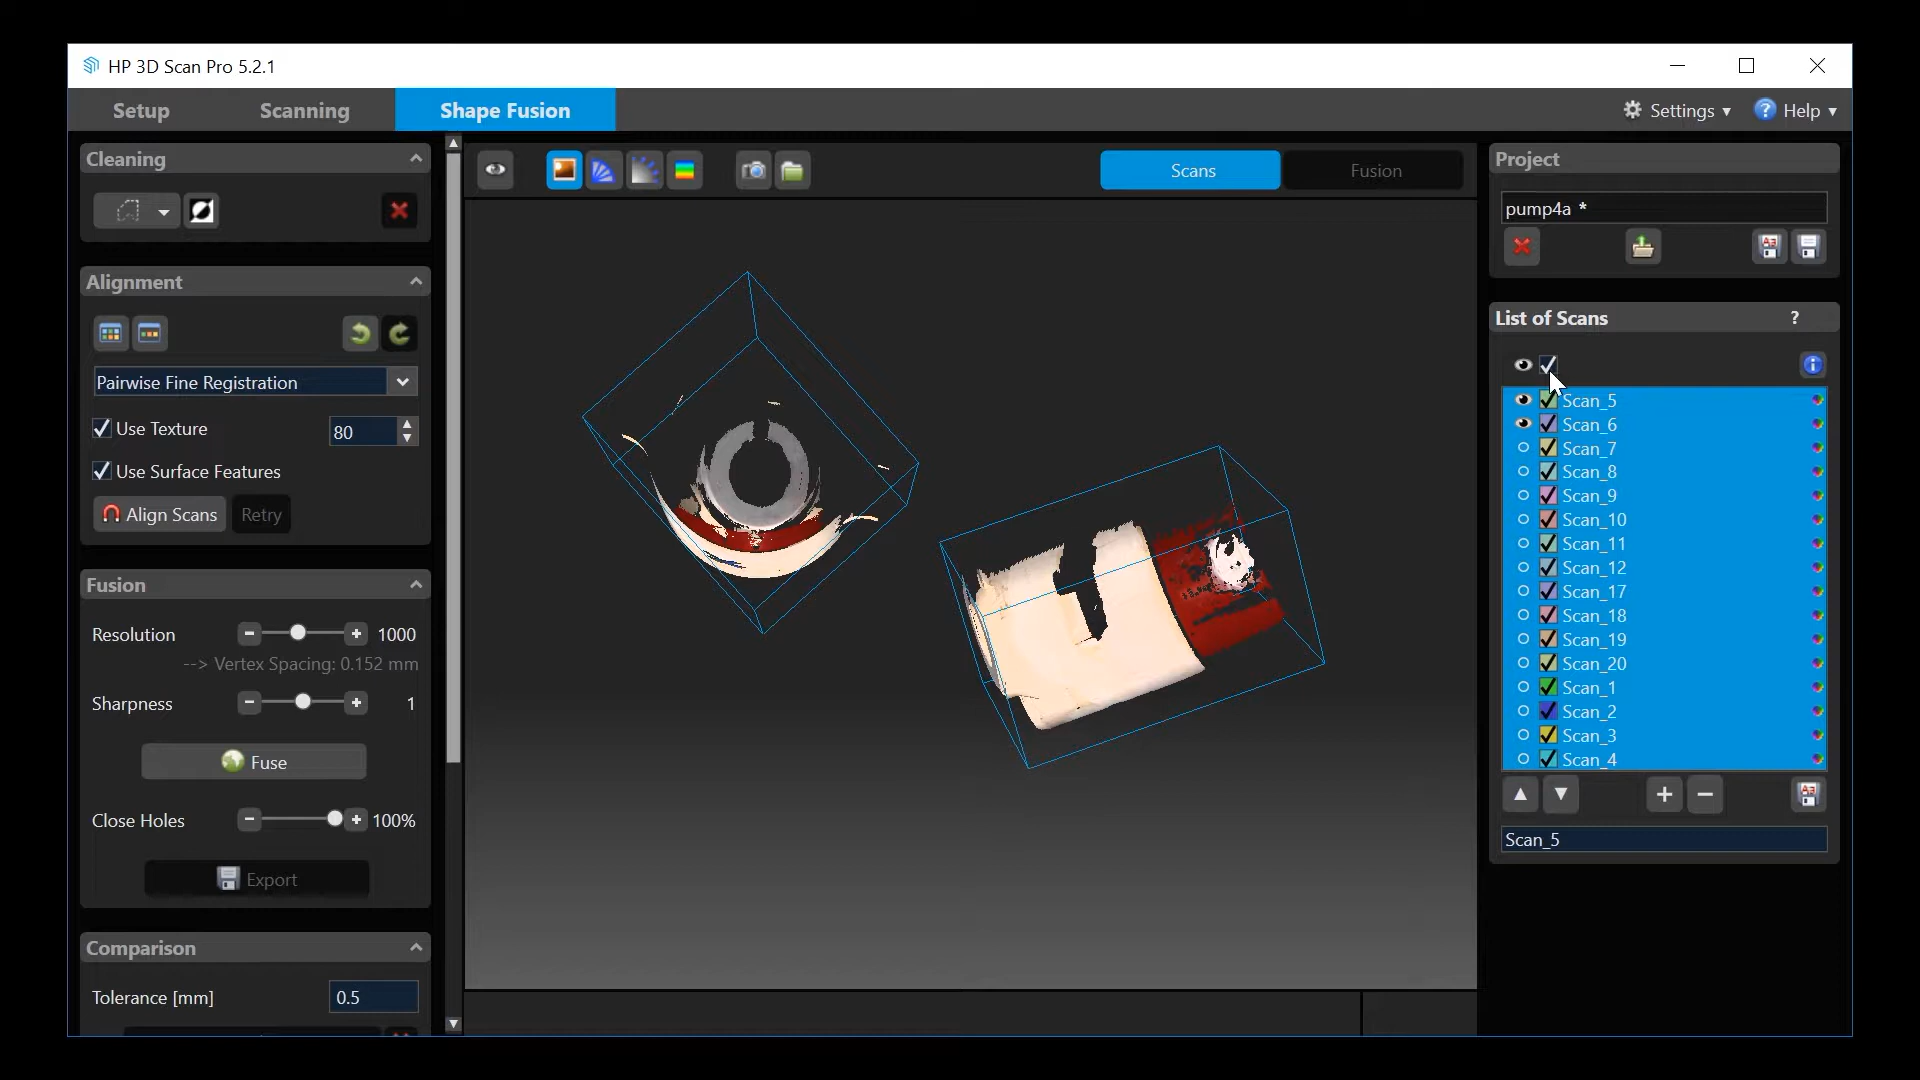 HP 3D Scan Pro 5.2.1
Setup
Scanning
Shape Fusion
Settings
Help
Cleaning
Alignment
Pairwise Fine Registration
Use Texture
80
Use Surface Features
Align Scans
Retry
Fusion
Resolution
1000
--> Vertex Spacing: 0.152 mm
Sharpness
1
Fuse
Close Holes
100%
Export
Comparison
Tolerance [mm]
0.5
Scans
Fusion
Project
pump4a *
List of Scans
?
Scan_5
Scan_6
Scan_7
Scan_8
Scan_9
Scan_10
Scan_11
Scan_12
Scan_17
Scan_18
Scan_19
Scan_20
Scan_1
Scan_2
Scan_3
Scan_4
Scan_5